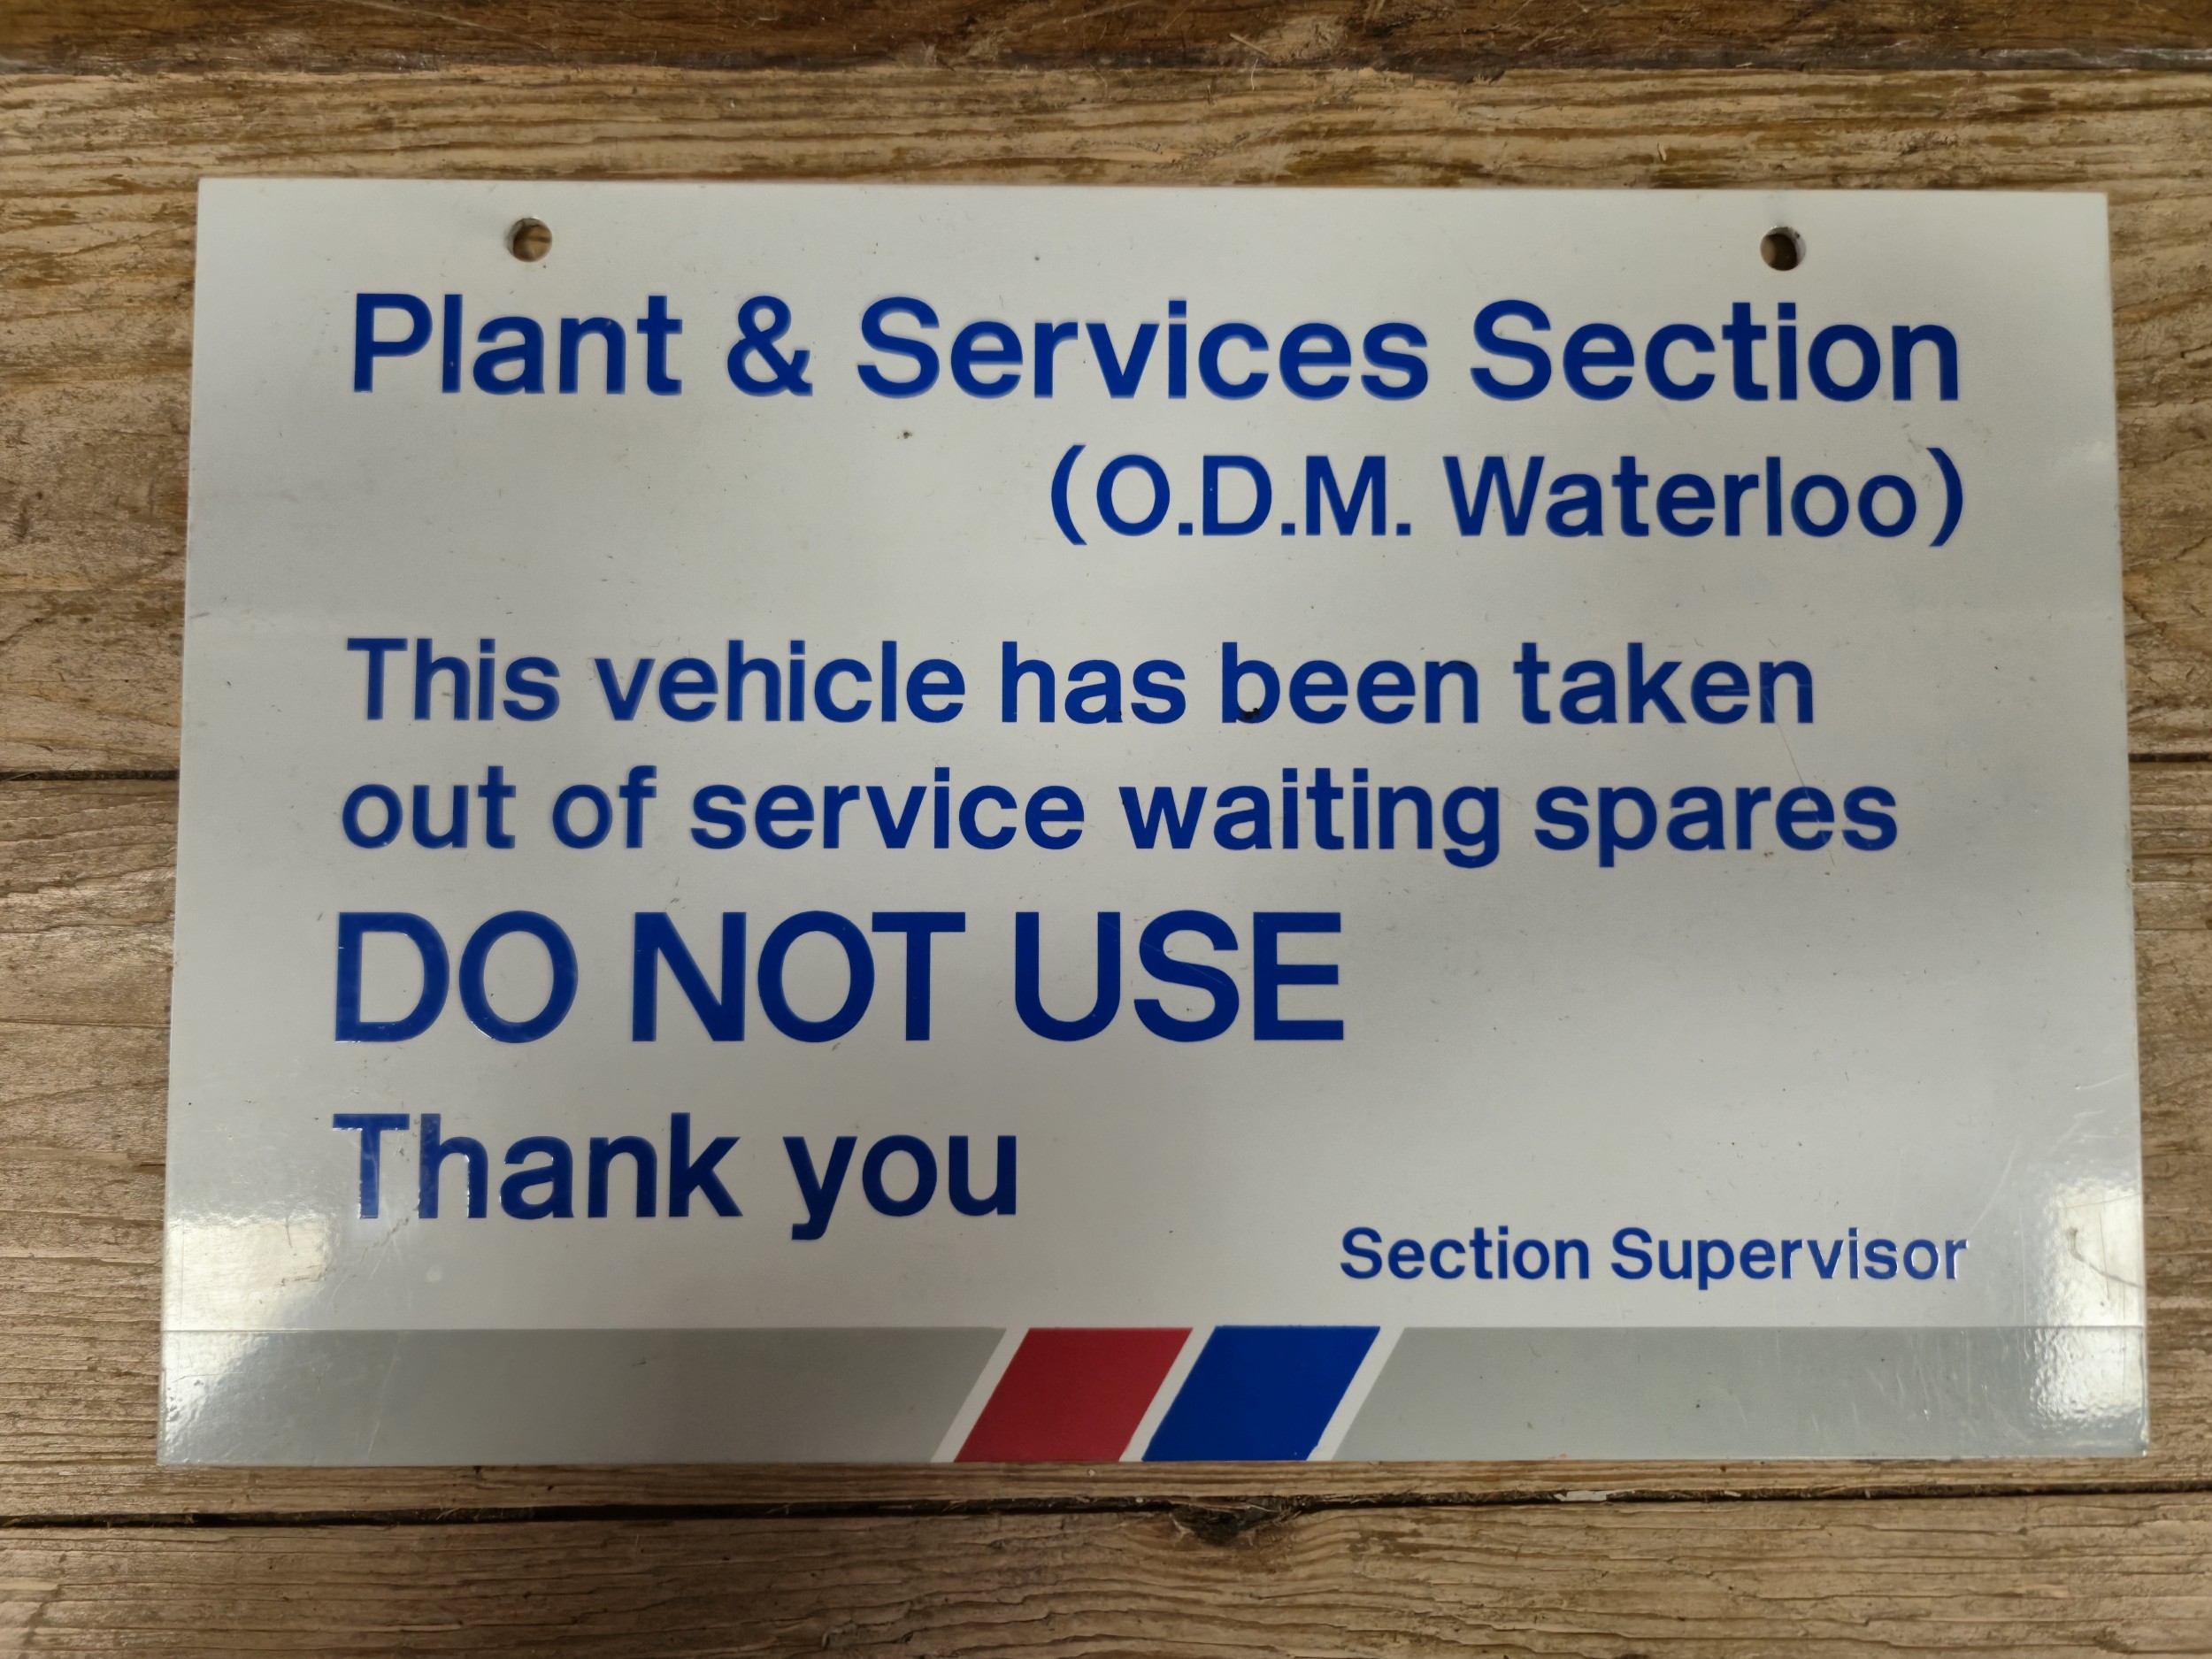 Plant & Services Section
(O.D.M. Waterloo)
This vehicle has been taken
out of service waiting spares
DO NOT USE
Thank you
Section Supervisor